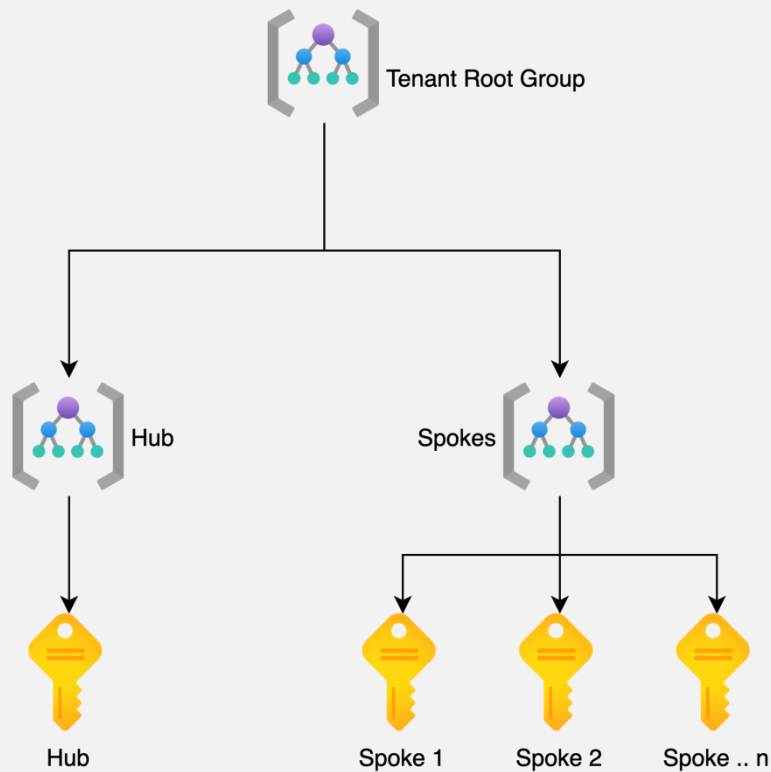 Tenant Root Group
Hub
Spokes
Hub
Spoke 1
Spoke 2
Spoke .. n